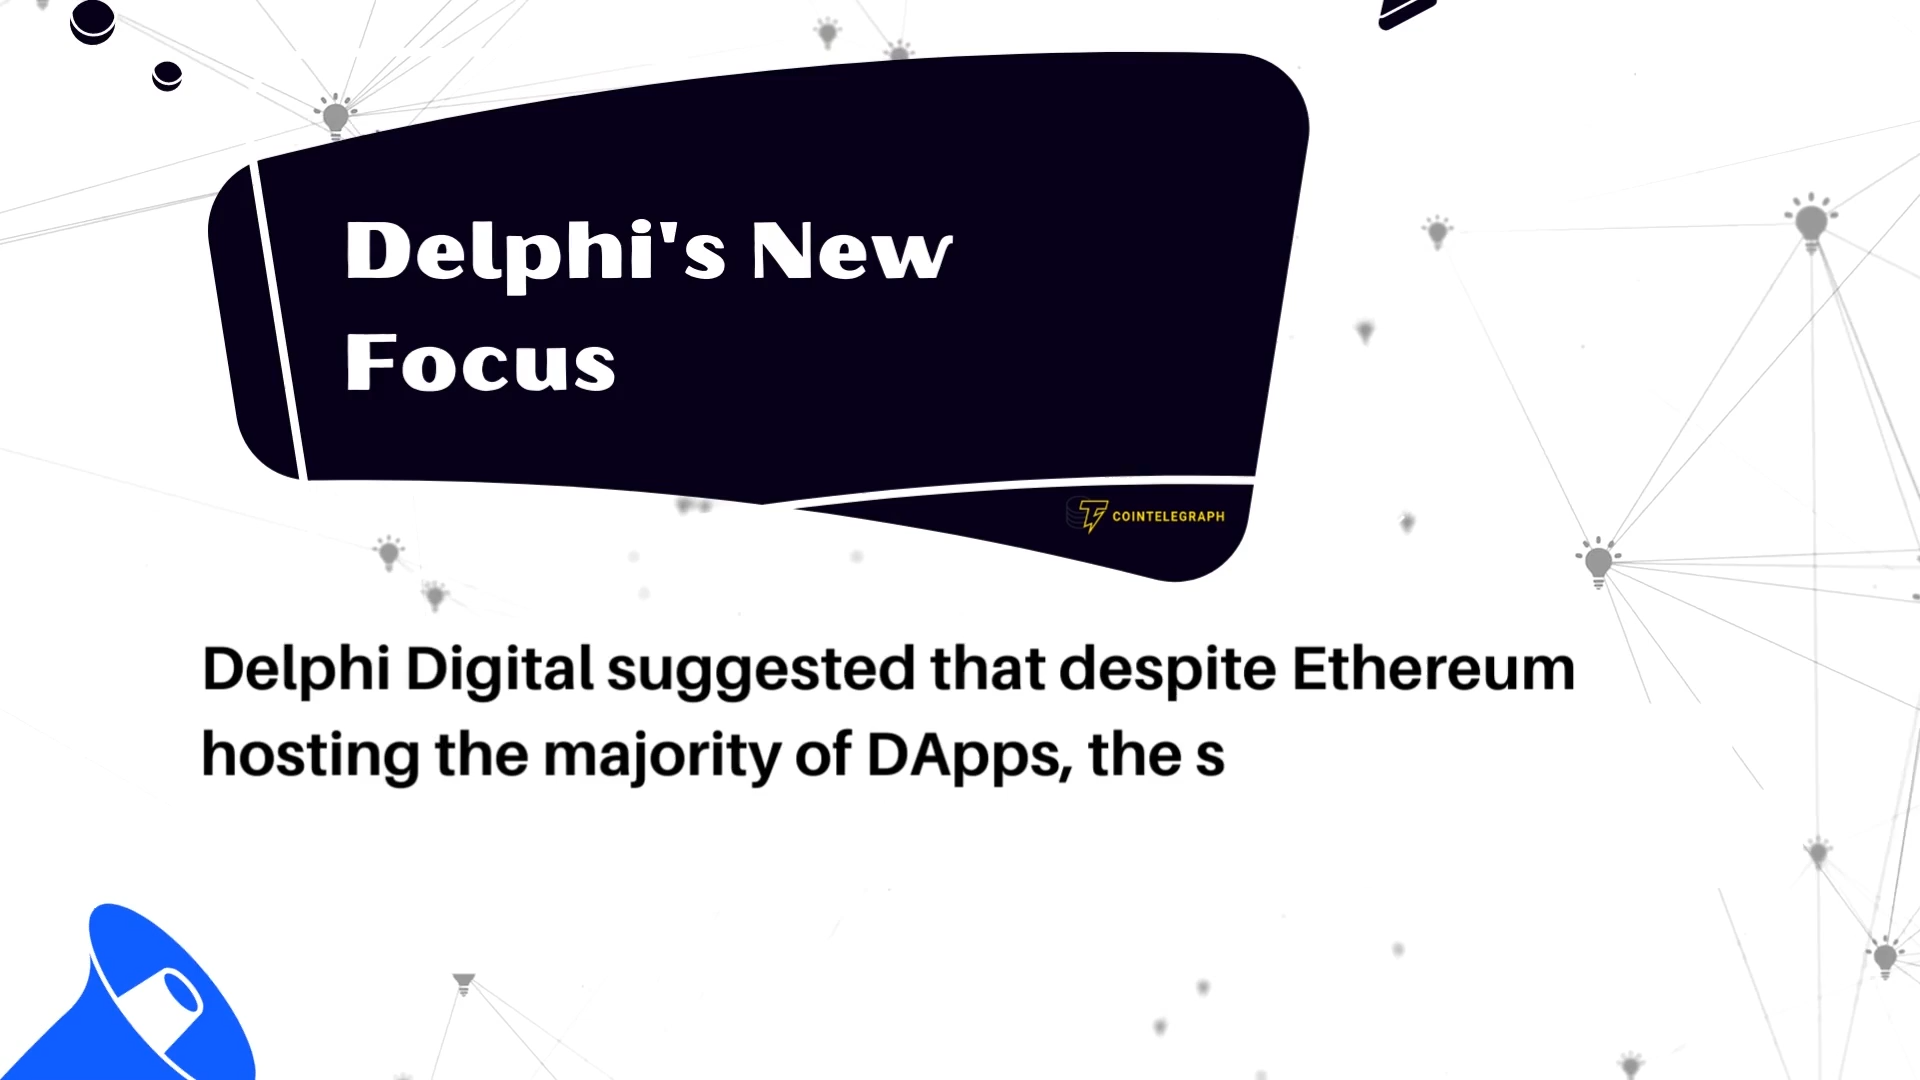 Delphi's New
Focus
COINTELEGRAPH
Delphi Digital suggested that despite Ethereum
hosting the majority of DApps, the s